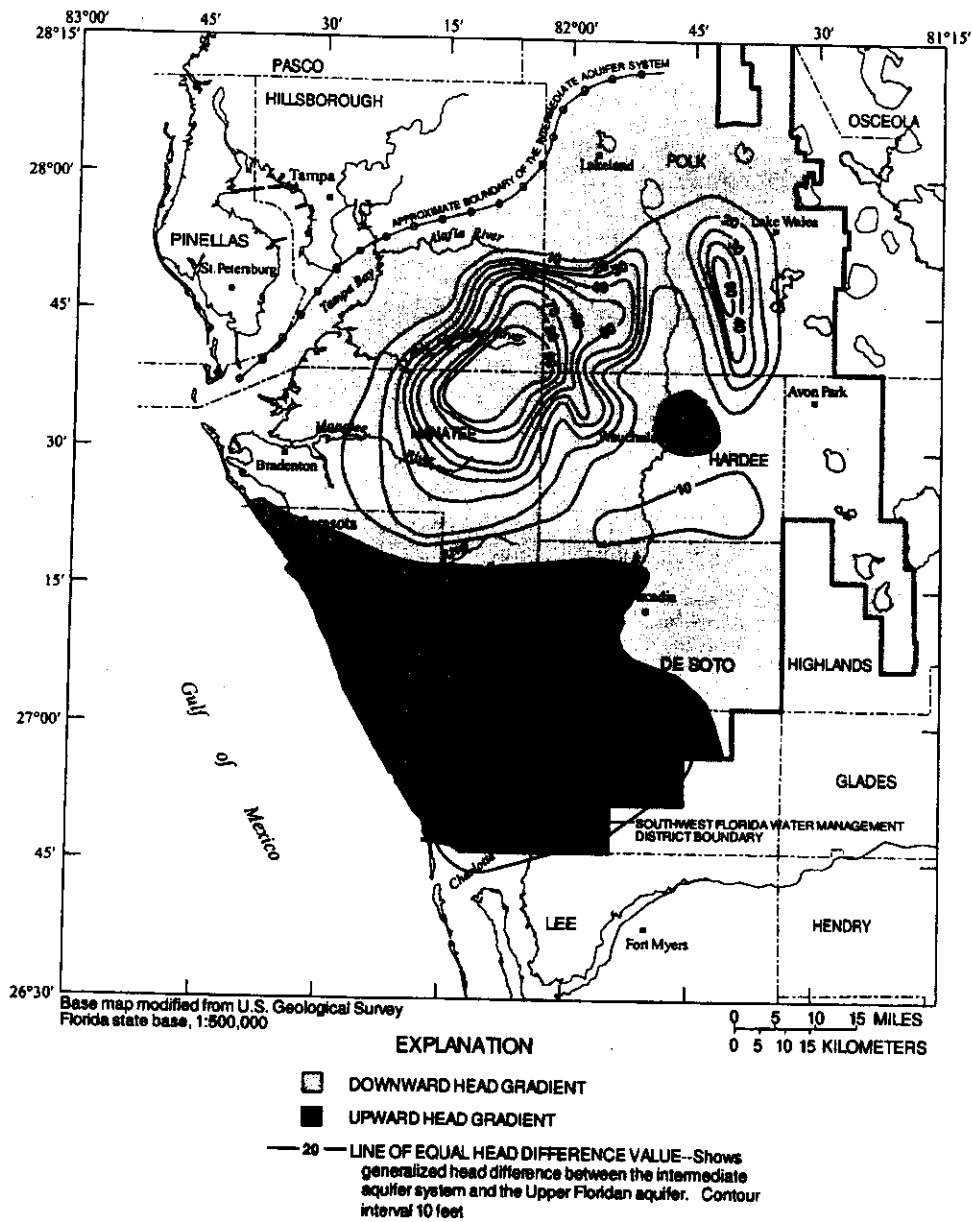 83°00' 45' 30' 15' 82°00' 45' 30' 81°15'
28°15'
PASCO
HILLSBOROUGH
APPROXIMATE BOUNDARY OF THE INTERMEDIATE AQUIFER SYSTEM
OSCEOLA
Lakeland
POLK
28°00'
Tampa
20
Lake Wales
PINELLAS
Alafia River
St. Petersburg
Tampa Bay
45'
Avon Park
30'
Manatee
River
HARDEE
Bradenton
10
15'
DE SOTO
HIGHLANDS
27°00'
Gulf
of
Mexico
GLADES
SOUTHWEST FLORIDA WATER MANAGEMENT
DISTRICT BOUNDARY
45'
Charlotte
LEE
HENDRY
Fort Myers
26°30'
Base map modified from U.S. Geological Survey
Florida state base, 1:500,000
0 5 10 15 MILES
0 5 10 15 KILOMETERS
EXPLANATION
DOWNWARD HEAD GRADIENT
UPWARD HEAD GRADIENT
20 LINE OF EQUAL HEAD DIFFERENCE VALUE--Shows
generalized head difference between the intermediate
aquifer system and the Upper Floridan aquifer. Contour
interval 10 feet